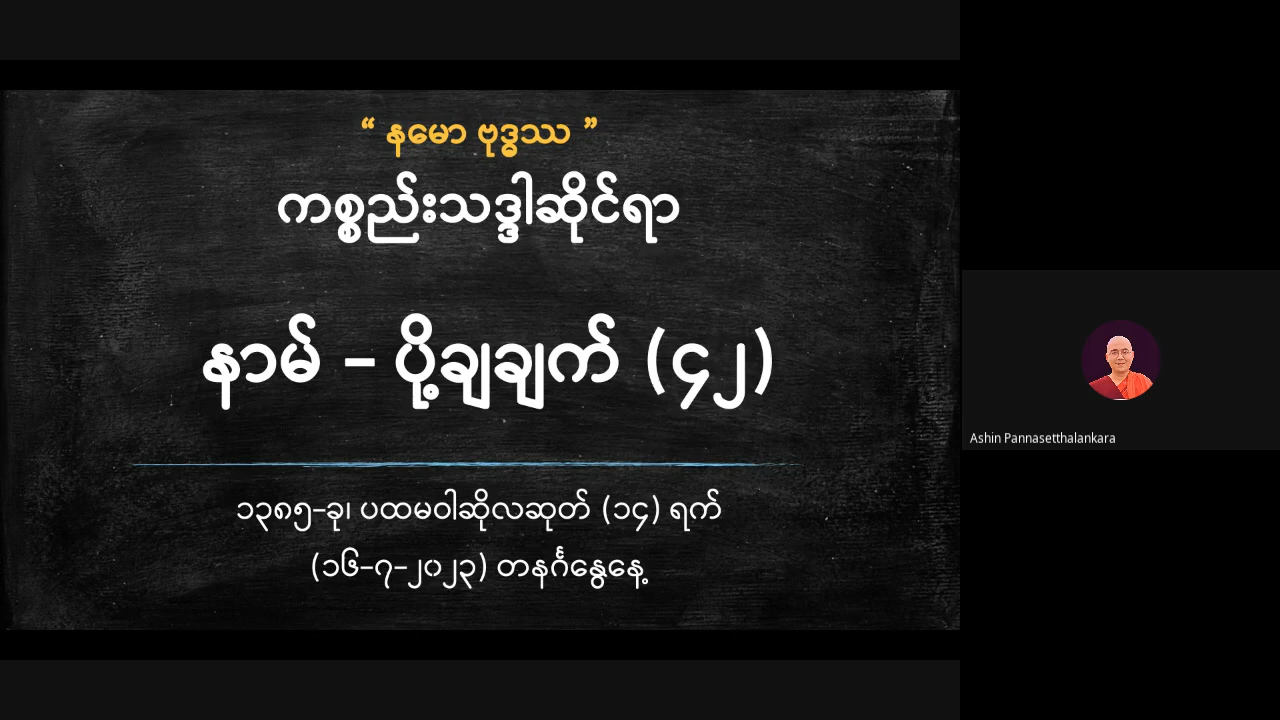 “ နမော ဗုဒ္ဓဿ ”
ကစ္စည်းသဒ္ဒါဆိုင်ရာ
နာမ် – ပို့ချချက် (၄၂)
၁၃၈၅–ခု၊ ပထမဝါဆိုလဆုတ် (၁၄) ရက်
(၁၆–၇–၂၀၂၃) တနင်္ဂနွေနေ့
Ashin Pannasetthalankara